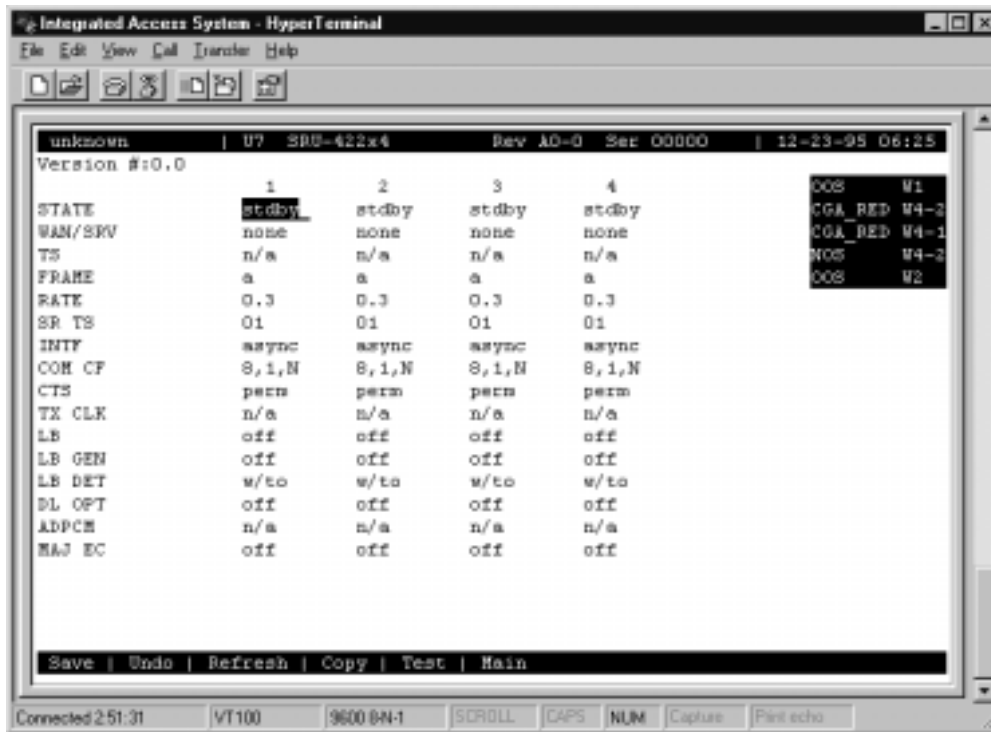 Integrated Access System - HyperTerminal
File Edit View Call Transfer Help
unknown | U7 SRU-422x4 Rev A0-0 Ser 00000 | 12-23-95 06:25
Version #:0.0
1 2 3 4 OOS W1
STATE stdby stdby stdby stdby CGA_RED W4-2
WAN/SRV none none none none CGA_RED W4-1
TS n/a n/a n/a n/a NOS W4-2
FRAME a a a a OOS W2
RATE 0.3 0.3 0.3 0.3
SR TS 01 01 01 01
INTF async async async async
COM CF 8,1,N 8,1,N 8,1,N 8,1,N
CTS perm perm perm perm
TX CLK n/a n/a n/a n/a
LB off off off off
LB GEN off off off off
LB DET w/to w/to w/to w/to
DL OPT off off off off
ADPCM n/a n/a n/a n/a
MAJ EC off off off off
Save | Undo | Refresh | Copy | Test | Main
Connected 2:51:31 VT100 9600 8-N-1 SCROLL CAPS NUM Capture Print echo